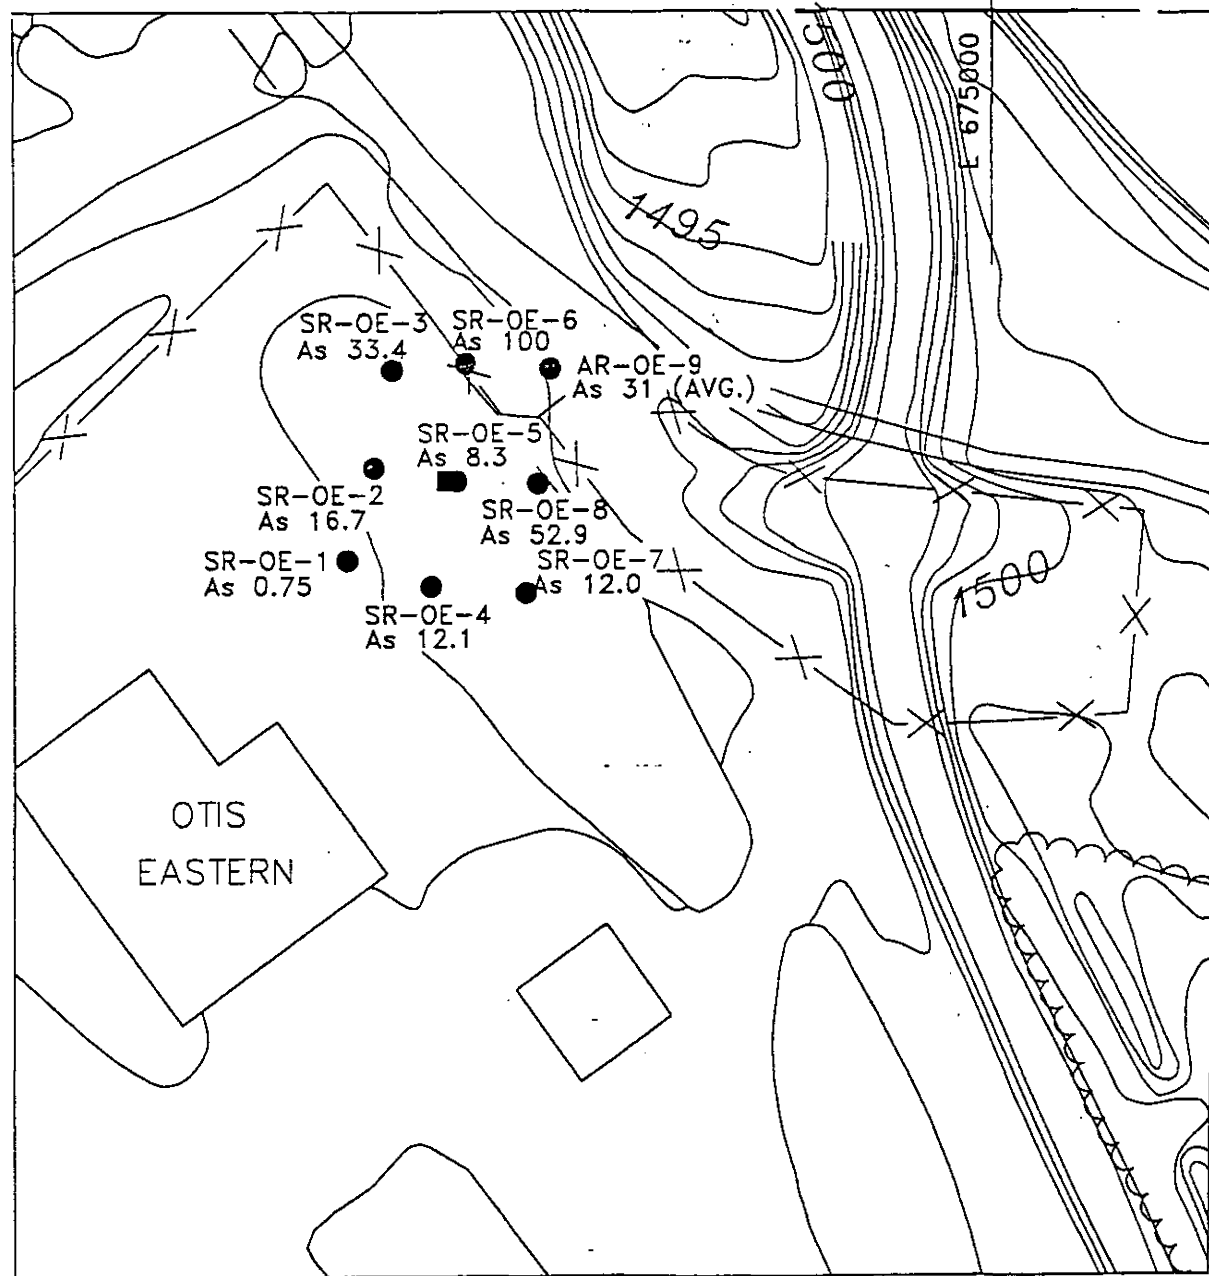 500
E 675000
1495
SR-OE-3
As 33.4
SR-OE-6
As 100
AR-OE-9
As 31 (AVG.)
SR-OE-5
As 8.3
SR-OE-2
As 16.7
SR-OE-8
As 52.9
SR-OE-1
As 0.75
SR-OE-7
As 12.0
SR-OE-4
As 12.1
1500
OTIS
EASTERN